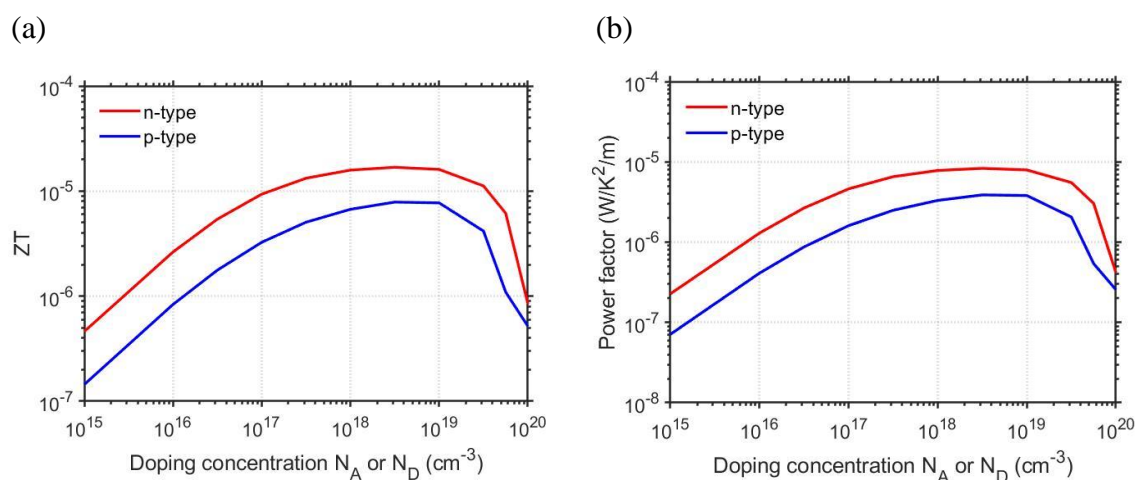 (a)
(b)
10^-4
10^-5
10^-6
10^-7
ZT
n-type
p-type
10^15 10^16 10^17 10^18 10^19 10^20
Doping concentration N_A or N_D (cm^-3)
10^-4
10^-5
10^-6
10^-7
10^-8
Power factor (W/K^2/m)
n-type
p-type
10^15 10^16 10^17 10^18 10^19 10^20
Doping concentration N_A or N_D (cm^-3)